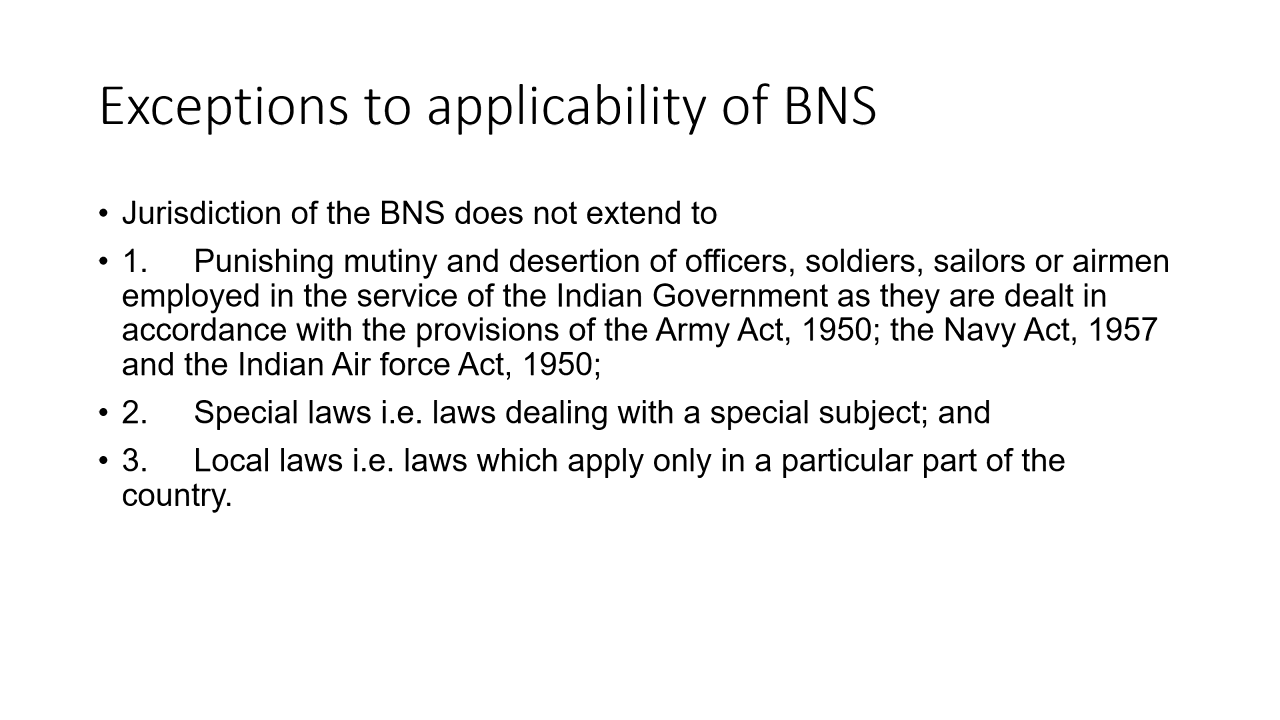 Exceptions to applicability of BNS
• Jurisdiction of the BNS does not extend to
• 1. Punishing mutiny and desertion of officers, soldiers, sailors or airmen
employed in the service of the Indian Government as they are dealt in
accordance with the provisions of the Army Act, 1950; the Navy Act, 1957
and the Indian Air force Act, 1950;
• 2. Special laws i.e. laws dealing with a special subject; and
• 3. Local laws i.e. laws which apply only in a particular part of the
country.